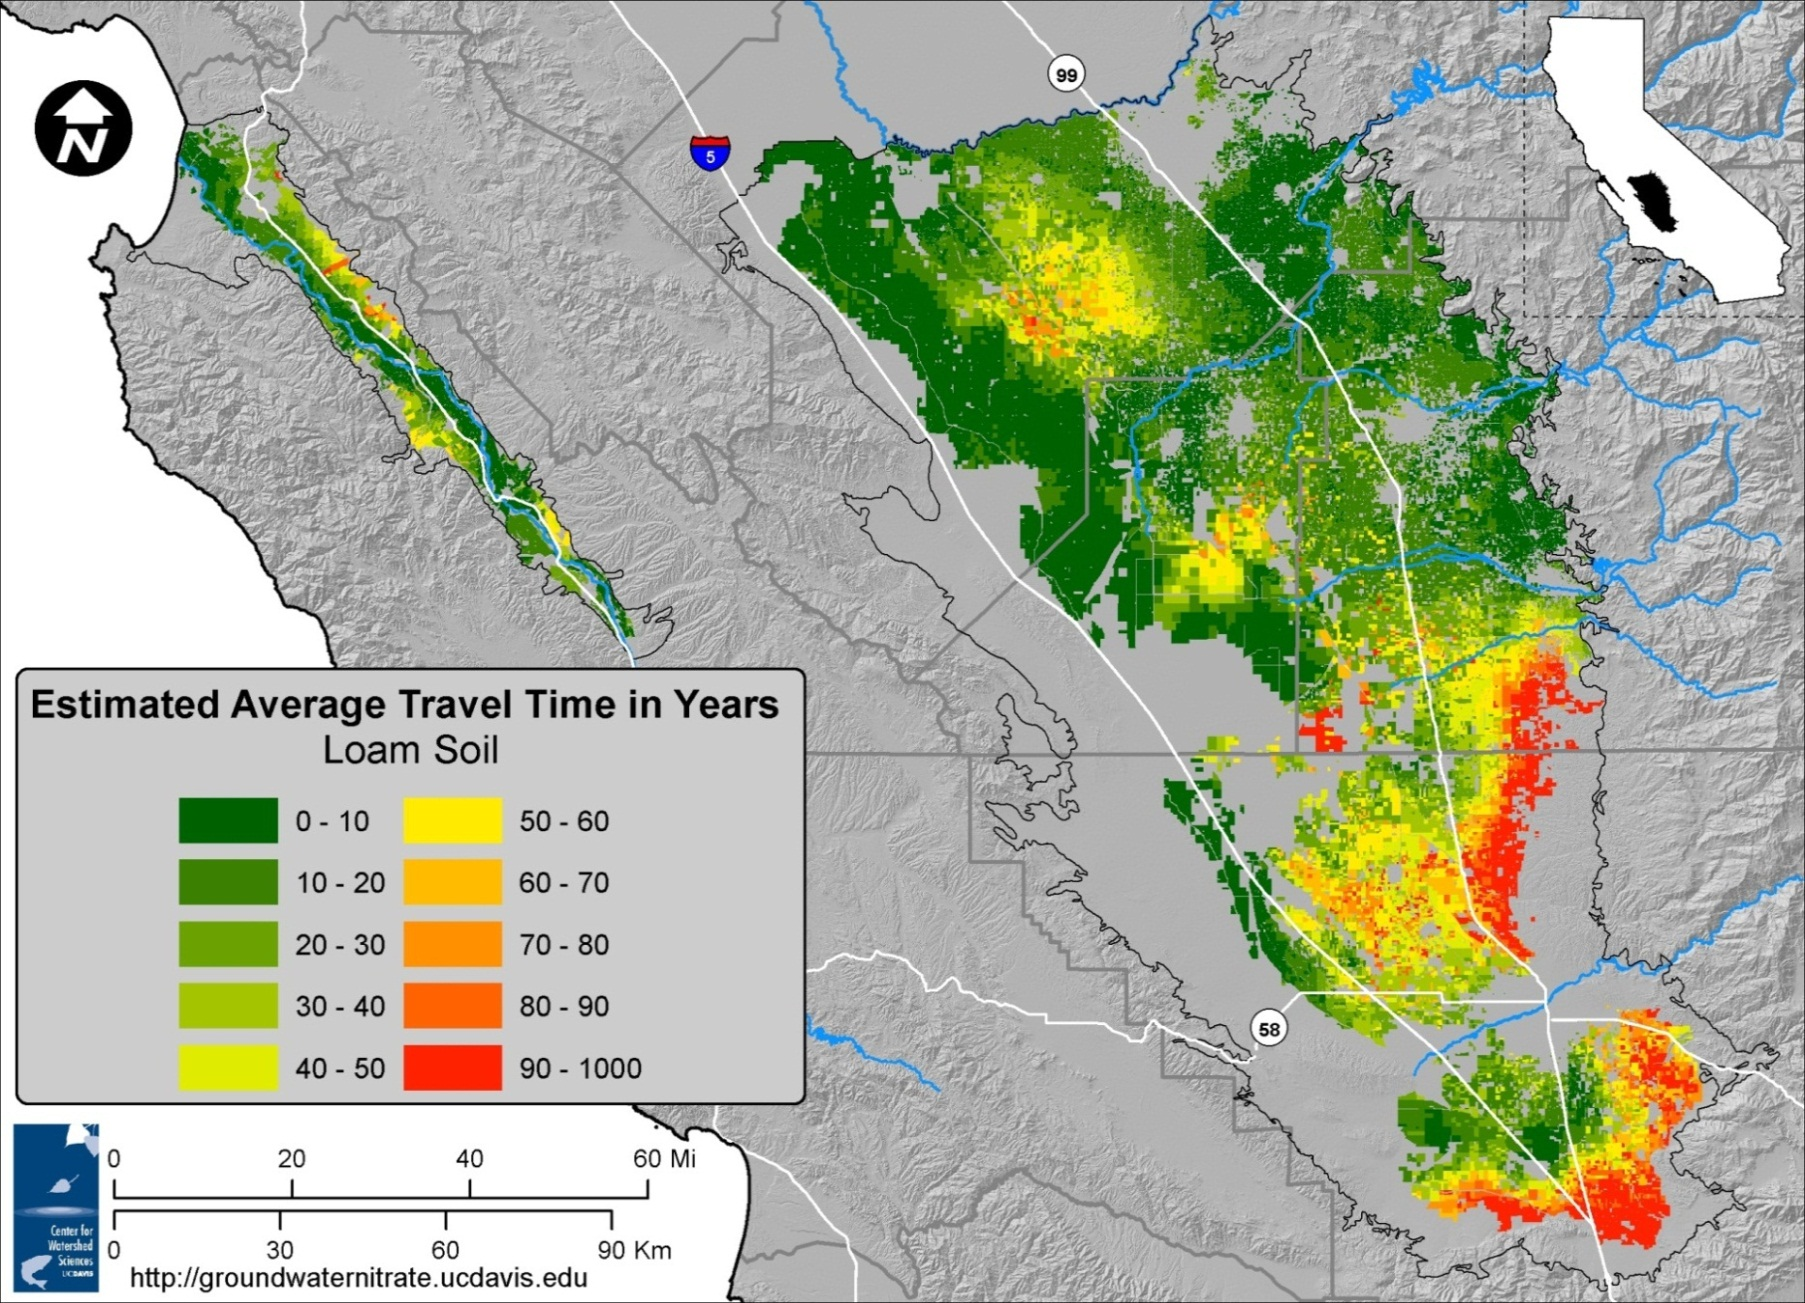 N
99
5
Estimated Average Travel Time in Years
Loam Soil
0 - 10
50 - 60
10 - 20
60 - 70
20 - 30
70 - 80
30 - 40
80 - 90
40 - 50
90 - 1000
58
0 20 40 60 Mi
0 30 60 90 Km
Center for
Watershed
Sciences
UCDAVIS
http://groundwaternitrate.ucdavis.edu